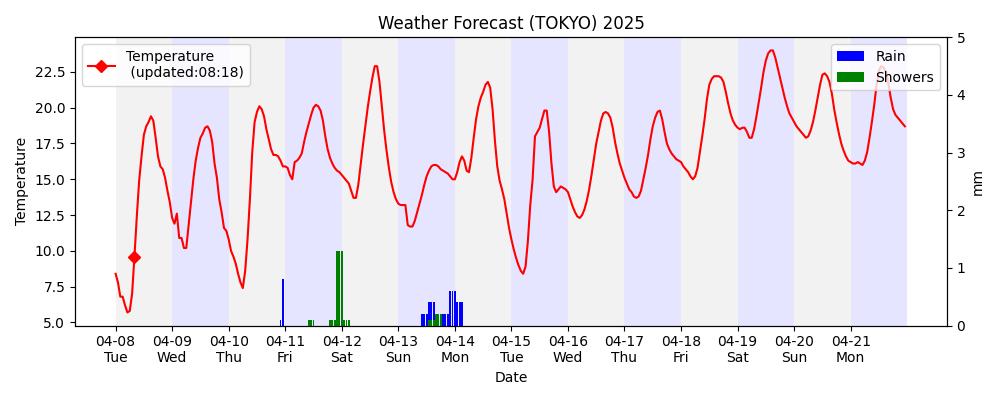 Weather Forecast (TOKYO) 2025
Temperature
(updated:08:18)
Rain
Showers
Temperature
22.5
20.0
17.5
15.0
12.5
10.0
7.5
5.0
5
4
3
2
1
0
mm
04-08 04-09 04-10 04-11 04-12 04-13 04-14 04-15 04-16 04-17 04-18 04-19 04-20 04-21
Tue Wed Thu Fri Sat Sun Mon Tue Wed Thu Fri Sat Sun Mon
Date